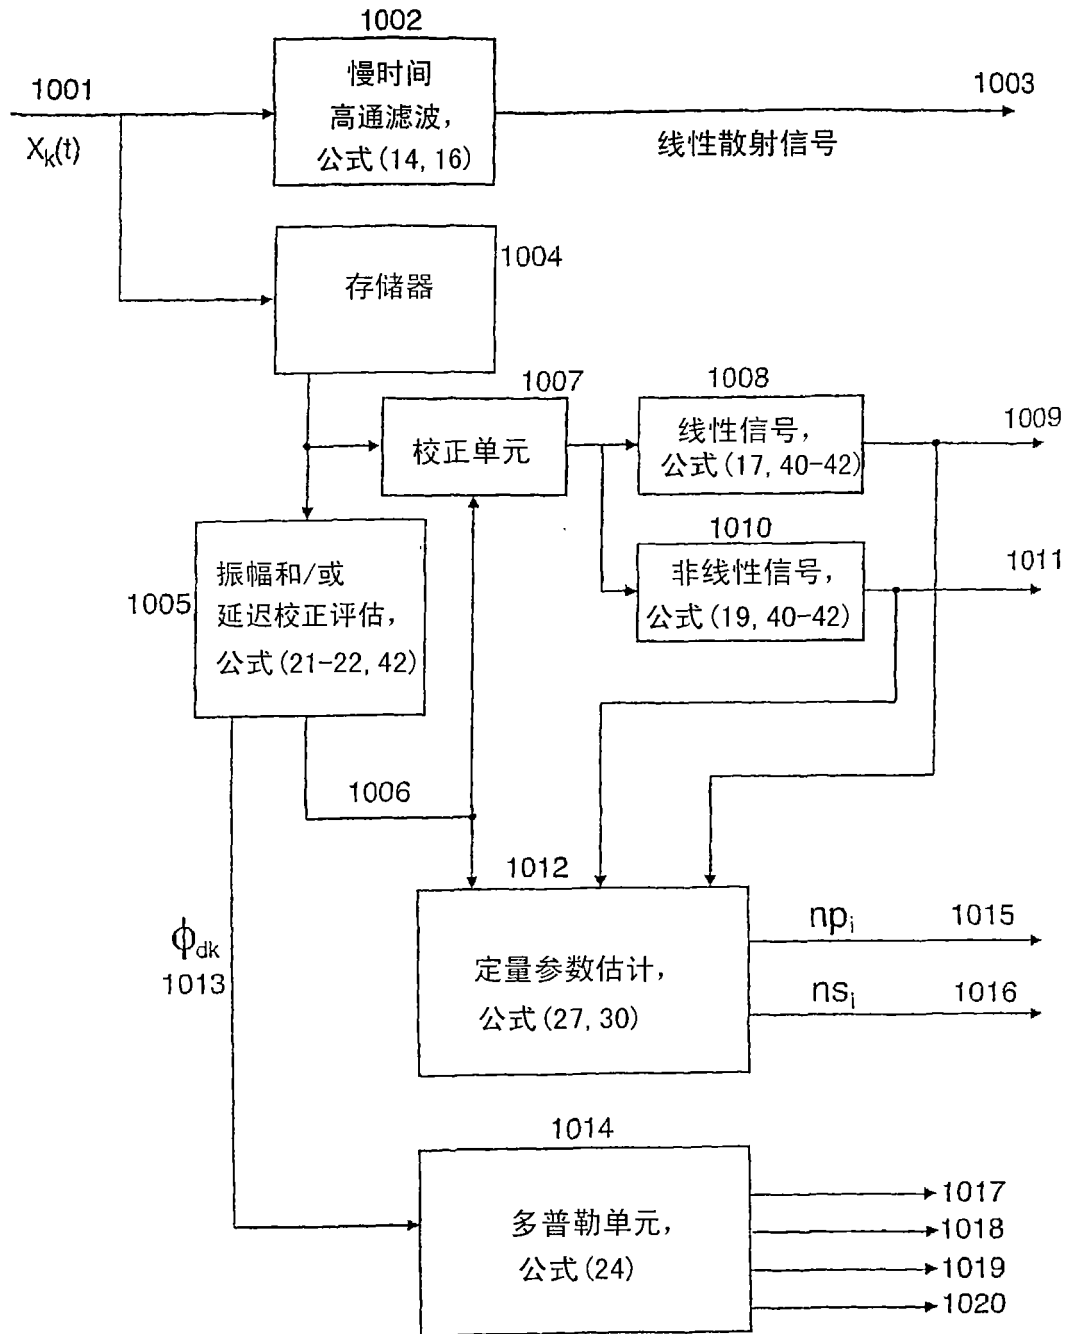 1002
1001
X_k(t)
慢时间
高通滤波，
公式(14, 16)
1003
线性散射信号
1004
存储器
1007
校正单元
1008
线性信号，
公式(17, 40-42)
1009
1010
非线性信号，
公式(19, 40-42)
1011
1005
振幅和/或
延迟校正评估，
公式(21-22, 42)
1006
1012
定量参数估计，
公式(27, 30)
np_i
1015
ns_i
1016
ϕ_dk
1013
1014
多普勒单元，
公式(24)
1017
1018
1019
1020